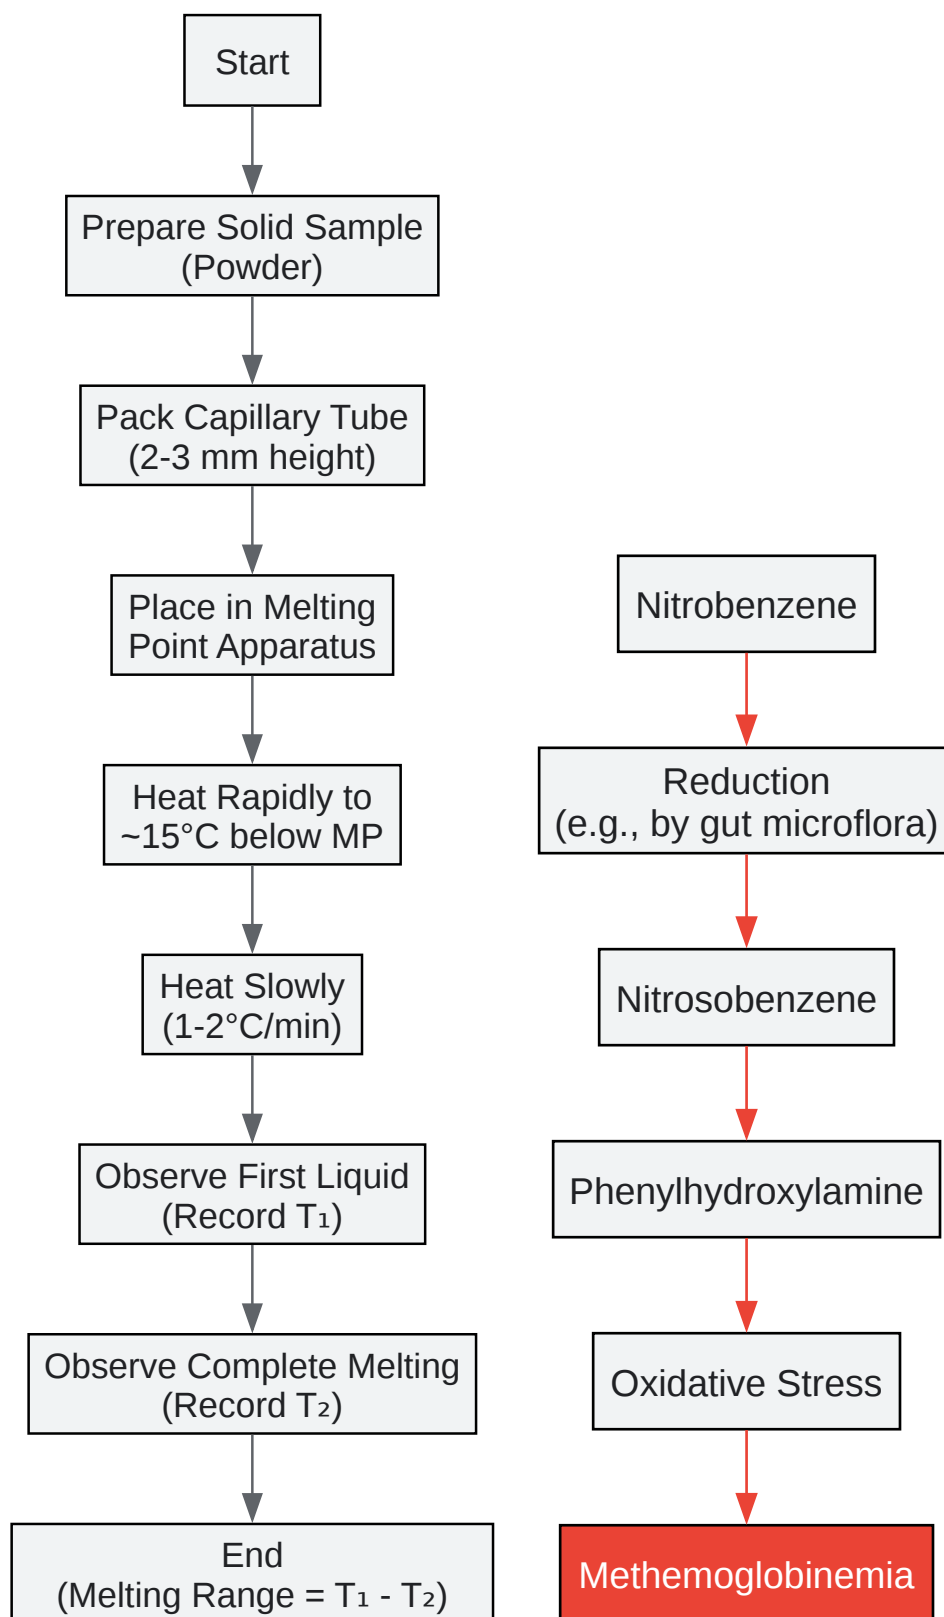 Start
Prepare Solid Sample
(Powder)
Pack Capillary Tube
(2-3 mm height)
Place in Melting
Point Apparatus
Heat Rapidly to
~15°C below MP
Heat Slowly
(1-2°C/min)
Observe First Liquid
(Record T₁)
Observe Complete Melting
(Record T₂)
End
(Melting Range = T₁ - T₂)
Nitrobenzene
Reduction
(e.g., by gut microflora)
Nitrosobenzene
Phenylhydroxylamine
Oxidative Stress
Methemoglobinemia